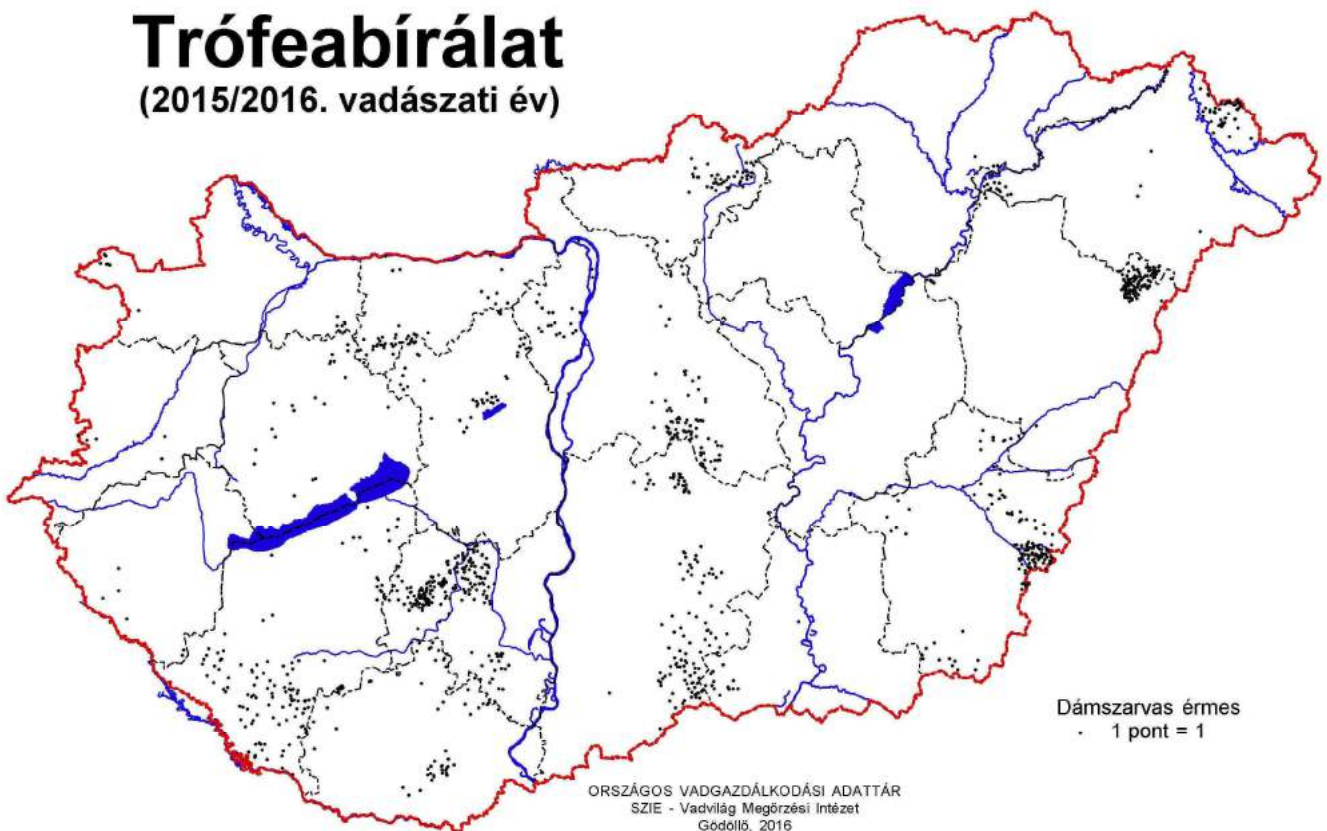 Trófeabírálat
(2015/2016. vadászati év)
Dámszarvas érmes
. 1 pont = 1
ORSZÁGOS VADGAZDÁLKODÁSI ADATTÁR
SZIE - Vadvilág Megőrzési Intézet
Gödöllő, 2016